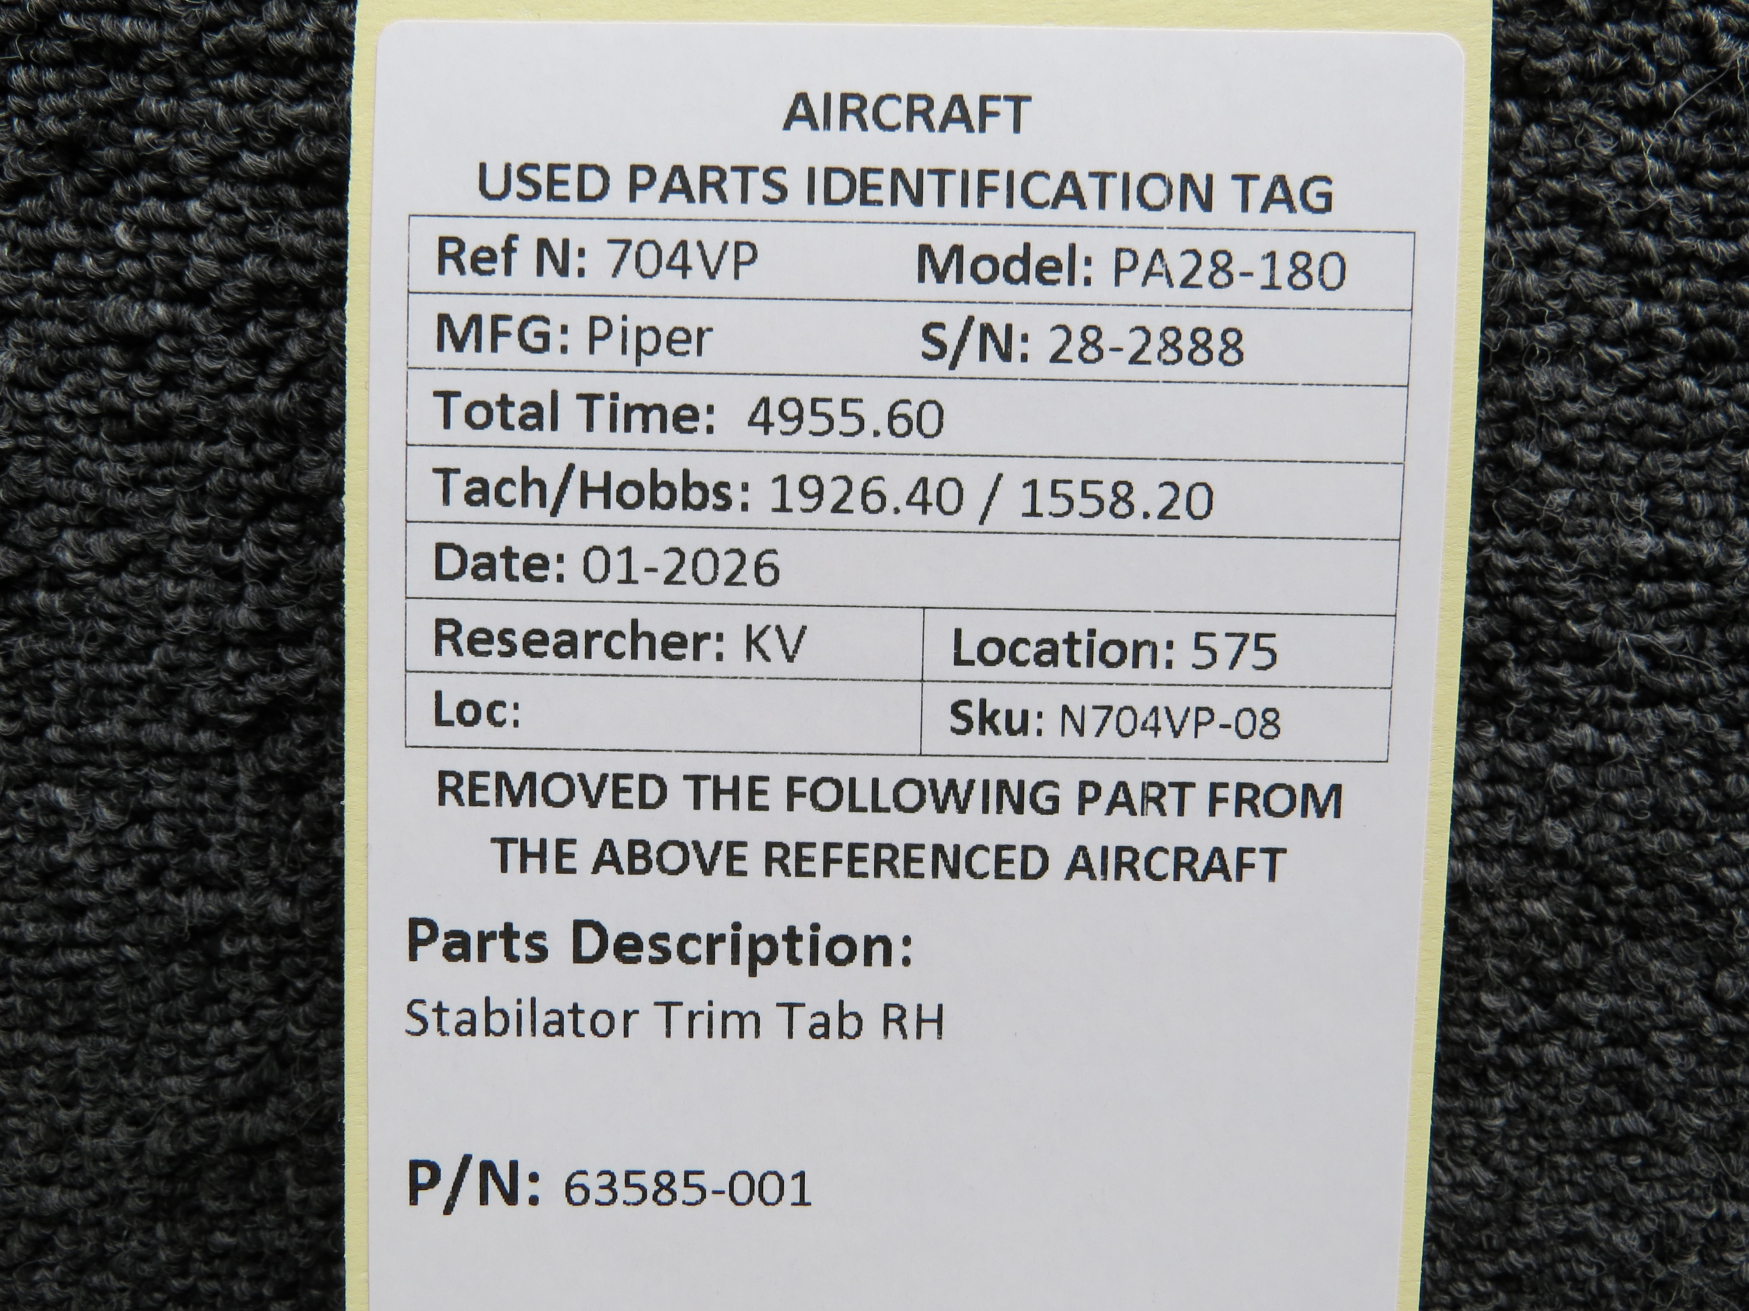 AIRCRAFT
USED PARTS IDENTIFICATION TAG
Ref N: 704VP Model: PA28-180
MFG: Piper S/N: 28-2888
Total Time: 4955.60
Tach/Hobbs: 1926.40 / 1558.20
Date: 01-2026
Researcher: KV Location: 575
Loc: Sku: N704VP-08
REMOVED THE FOLLOWING PART FROM
THE ABOVE REFERENCED AIRCRAFT
Parts Description:
Stabilator Trim Tab RH
P/N: 63585-001